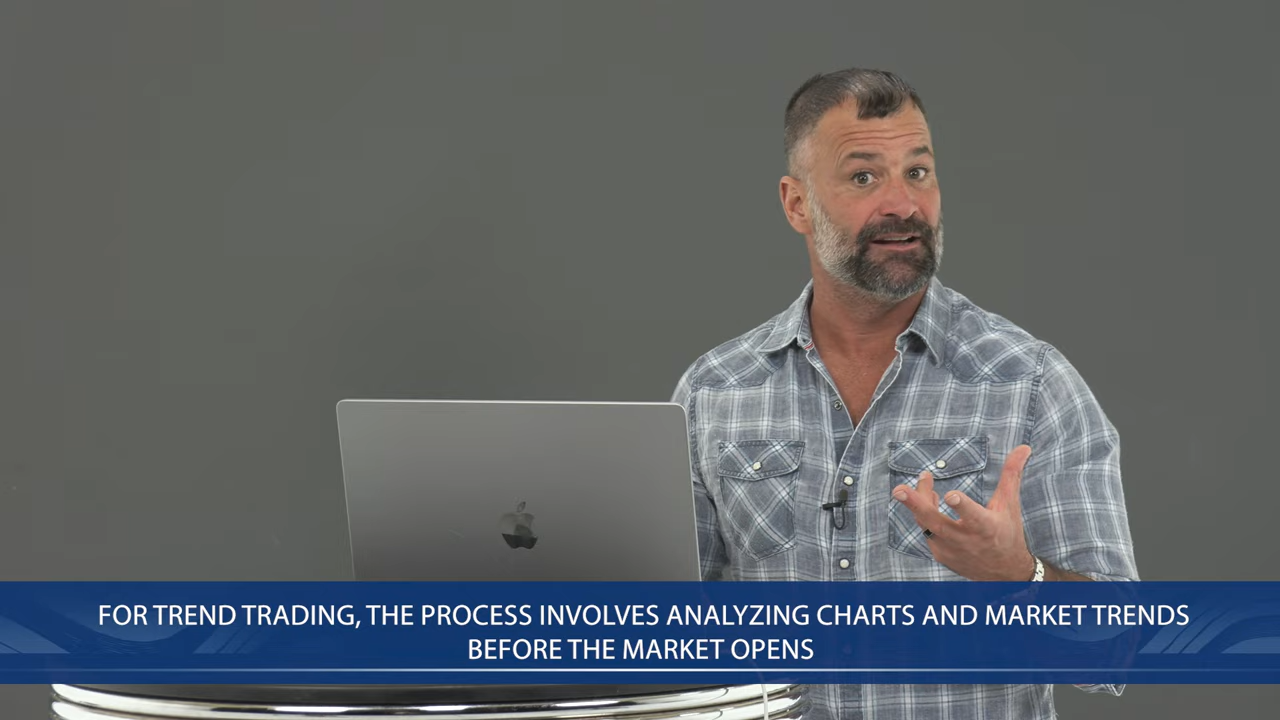 FOR TREND TRADING, THE PROCESS INVOLVES ANALYZING CHARTS AND MARKET TRENDS
BEFORE THE MARKET OPENS